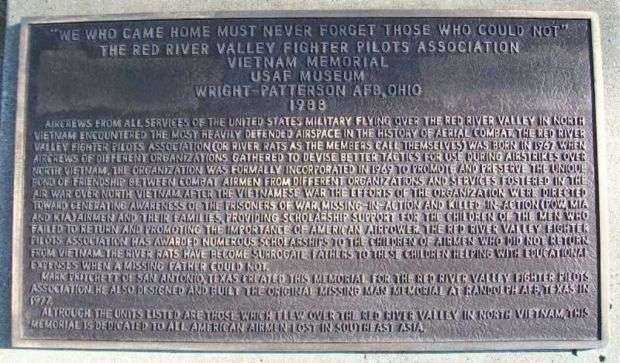 "WE WHO CAME HOME MUST NEVER FORGET THOSE WHO COULD NOT"
THE RED RIVER VALLEY FIGHTER PILOTS ASSOCIATION
VIETNAM MEMORIAL
USAF MUSEUM
WRIGHT-PATTERSON AFB, OHIO
1988
AIRCREWS FROM ALL SERVICES OF THE UNITED STATES MILITARY FLYING OVER THE RED RIVER VALLEY IN NORTH
VIETNAM ENCOUNTERED THE MOST HEAVILY DEFENDED AIRSPACE IN THE HISTORY OF AERIAL COMBAT. THE RED RIVER
VALLEY FIGHTER PILOTS ASSOCIATION (OR RIVER RATS AS THE MEMBERS CALL THEMSELVES) WAS BORN IN 1967 WHEN
AIRCREWS OF DIFFERENT ORGANIZATIONS GATHERED TO DEVISE BETTER TACTICS FOR USE DURING AIRSTRIKES OVER
NORTH VIETNAM. THE ORGANIZATION WAS FORMALLY INCORPORATED IN 1969 TO PROMOTE AND PRESERVE THE UNIQUE
BOND OF FRIENDSHIP BETWEEN COMBAT AIRMEN FROM DIFFERENT ORGANIZATIONS AND SERVICES FOSTERED IN THE
AIR WAR OVER NORTH VIETNAM. AFTER THE VIETNAMESE WAR THE EFFORTS OF THE ORGANIZATION WERE DIRECTED
TOWARD GENERATING AWARENESS OF THE PRISONERS OF WAR, MISSING-IN-ACTION AND KILLED-IN-ACTION (POW, MIA
AND KIA) AIRMEN AND THEIR FAMILIES, PROVIDING SCHOLARSHIP SUPPORT FOR THE CHILDREN OF THE MEN WHO
FAILED TO RETURN AND PROMOTING THE IMPORTANCE OF AMERICAN AIRPOWER. THE RED RIVER VALLEY FIGHTER
PILOTS ASSOCIATION HAS AWARDED NUMEROUS SCHOLARSHIPS TO THE CHILDREN OF AIRMEN WHO DID NOT RETURN
FROM VIETNAM. THE RIVER RATS HAVE BECOME SURROGATE FATHERS TO THESE CHILDREN HELPING WITH EDUCATIONAL
EXPENSES WHEN A MISSING FATHER COULD NOT.
MARK PRITCHETT OF SAN ANTONIO, TEXAS CREATED THIS MEMORIAL FOR THE RED RIVER VALLEY FIGHTER PILOTS
ASSOCIATION. HE ALSO DESIGNED AND BUILT THE ORIGINAL MISSING MAN MEMORIAL AT RANDOLPH AFB, TEXAS IN
1977.
ALTHOUGH THE UNITS LISTED ARE THOSE WHICH FLEW OVER THE RED RIVER VALLEY IN NORTH VIETNAM, THIS
MEMORIAL IS DEDICATED TO ALL AMERICAN AIRMEN LOST IN SOUTHEAST ASIA.